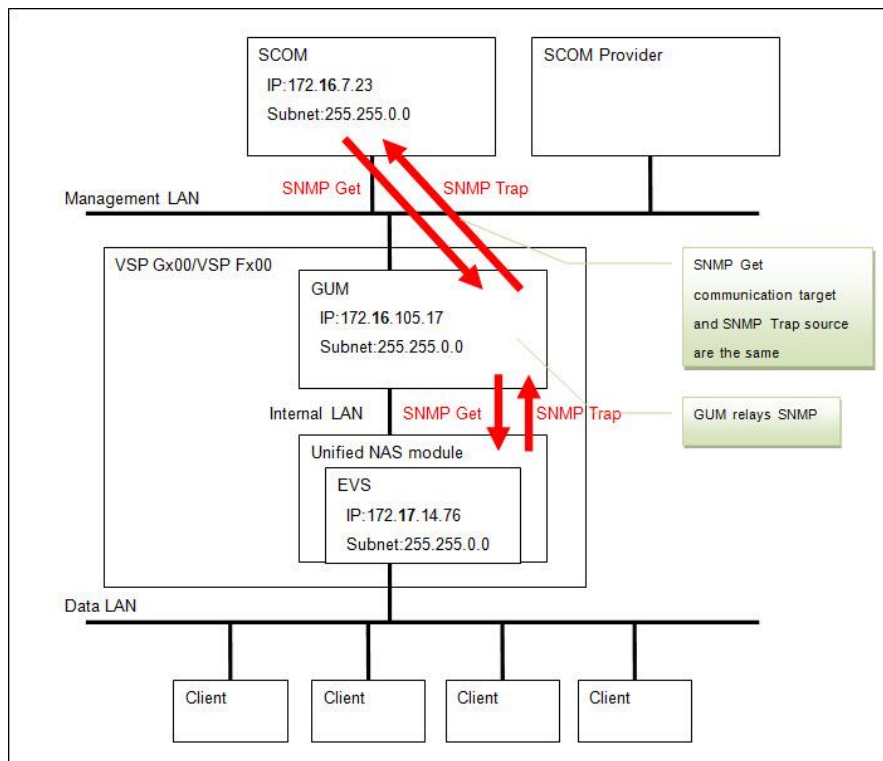 SCOM
IP:172.16.7.23
Subnet:255.255.0.0
SCOM Provider
SNMP Get
SNMP Trap
Management LAN
VSP Gx00/VSP Fx00
GUM
IP:172.16.105.17
Subnet:255.255.0.0
SNMP Get
communication target
and SNMP Trap source
are the same
Internal LAN
SNMP Get
SNMP Trap
GUM relays SNMP
Unified NAS module
EVS
IP:172.17.14.76
Subnet:255.255.0.0
Data LAN
Client
Client
Client
Client